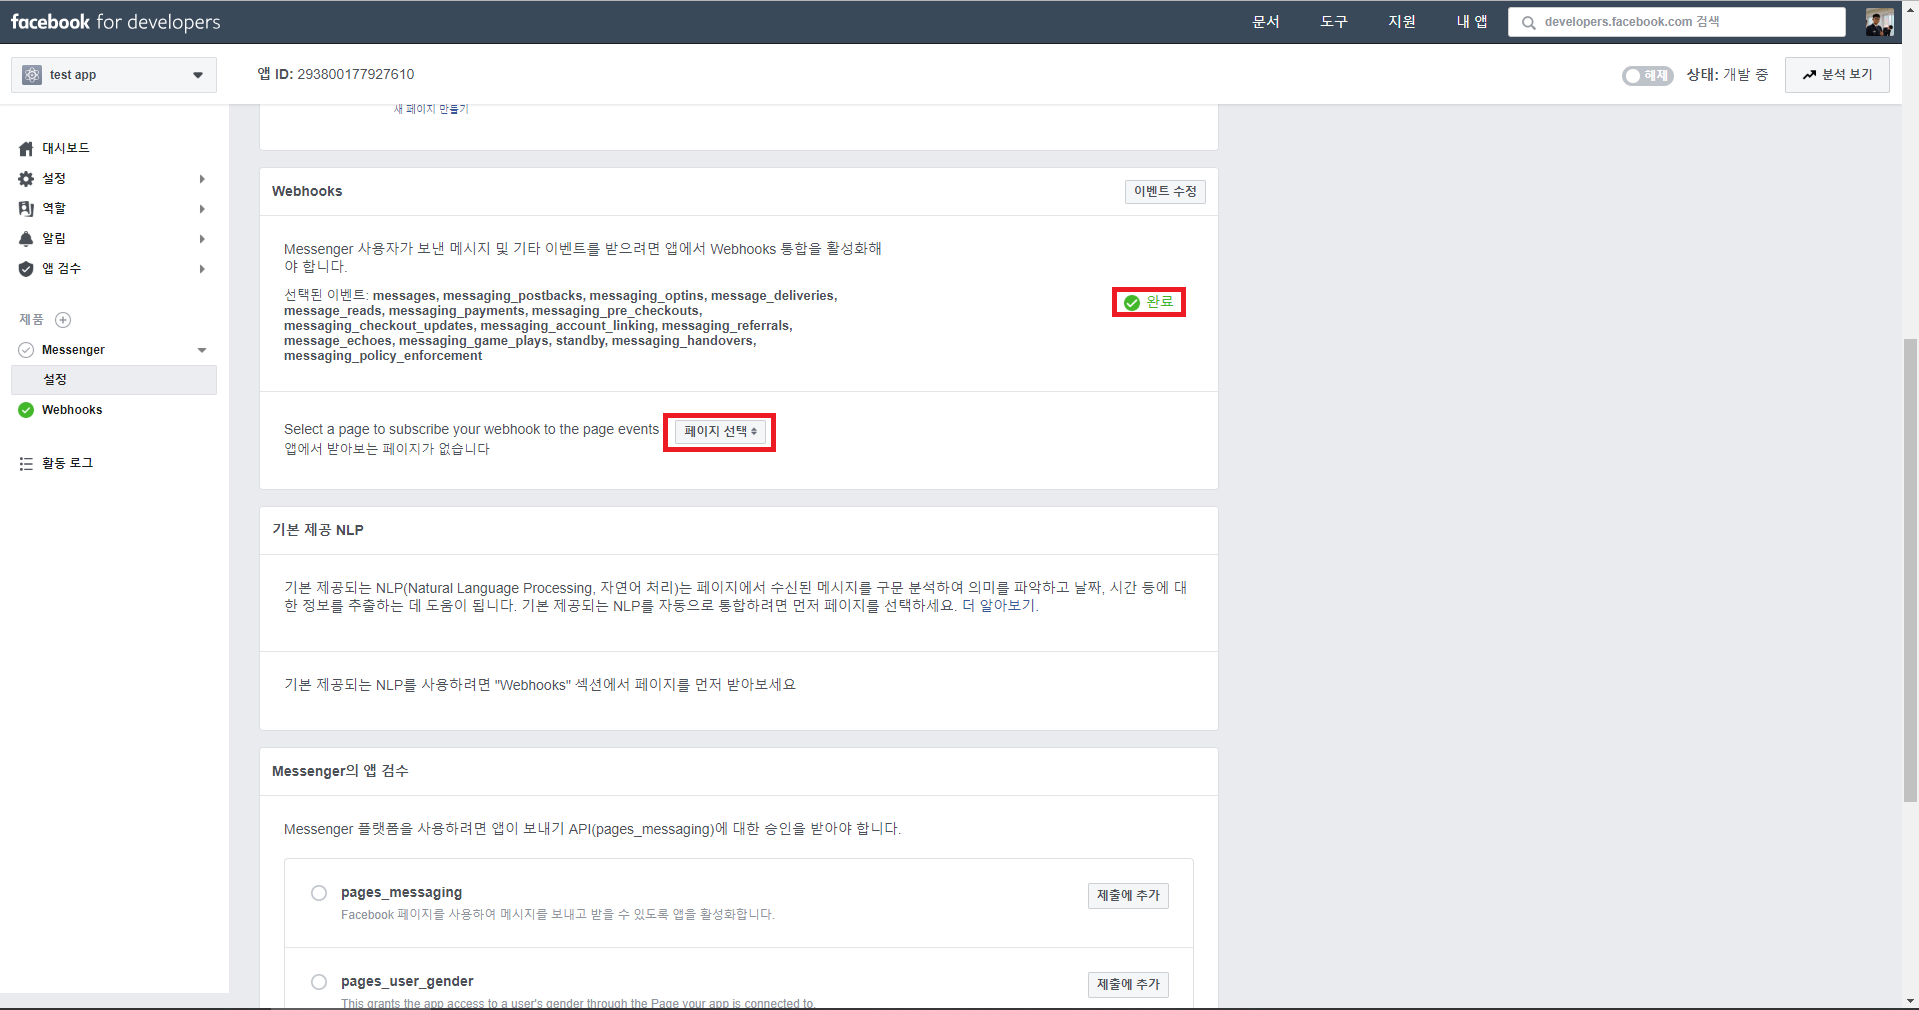 facebook for developers
문서
도구
지원
내 앱
developers.facebook.com 검색
test app
앱 ID: 293800177927610
해제
상태: 개발 중
분석 보기
새 페이지 만들기
대시보드
설정
역할
알림
앱 검수
제품
Messenger
설정
Webhooks
활동 로그
Webhooks
이벤트 수정
Messenger 사용자가 보낸 메시지 및 기타 이벤트를 받으려면 앱에서 Webhooks 통합을 활성화해
야 합니다.
선택된 이벤트: messages, messaging_postbacks, messaging_optins, message_deliveries,
message_reads, messaging_payments, messaging_pre_checkouts,
messaging_checkout_updates, messaging_account_linking, messaging_referrals,
message_echoes, messaging_game_plays, standby, messaging_handovers,
messaging_policy_enforcement
완료
Select a page to subscribe your webhook to the page events
페이지 선택
앱에서 받아보는 페이지가 없습니다
기본 제공 NLP
기본 제공되는 NLP(Natural Language Processing, 자연어 처리)는 페이지에서 수신된 메시지를 구문 분석하여 의미를 파악하고 날짜, 시간 등에 대
한 정보를 추출하는 데 도움이 됩니다. 기본 제공되는 NLP를 자동으로 통합하려면 먼저 페이지를 선택하세요. 더 알아보기.
기본 제공되는 NLP를 사용하려면 "Webhooks" 섹션에서 페이지를 먼저 받아보세요
Messenger의 앱 검수
Messenger 플랫폼을 사용하려면 앱이 보내기 API(pages_messaging)에 대한 승인을 받아야 합니다.
pages_messaging
제출에 추가
Facebook 페이지를 사용하여 메시지를 보내고 받을 수 있도록 앱을 활성화합니다.
pages_user_gender
제출에 추가
This grants the app access to a user's gender through the Page your app is connected to.